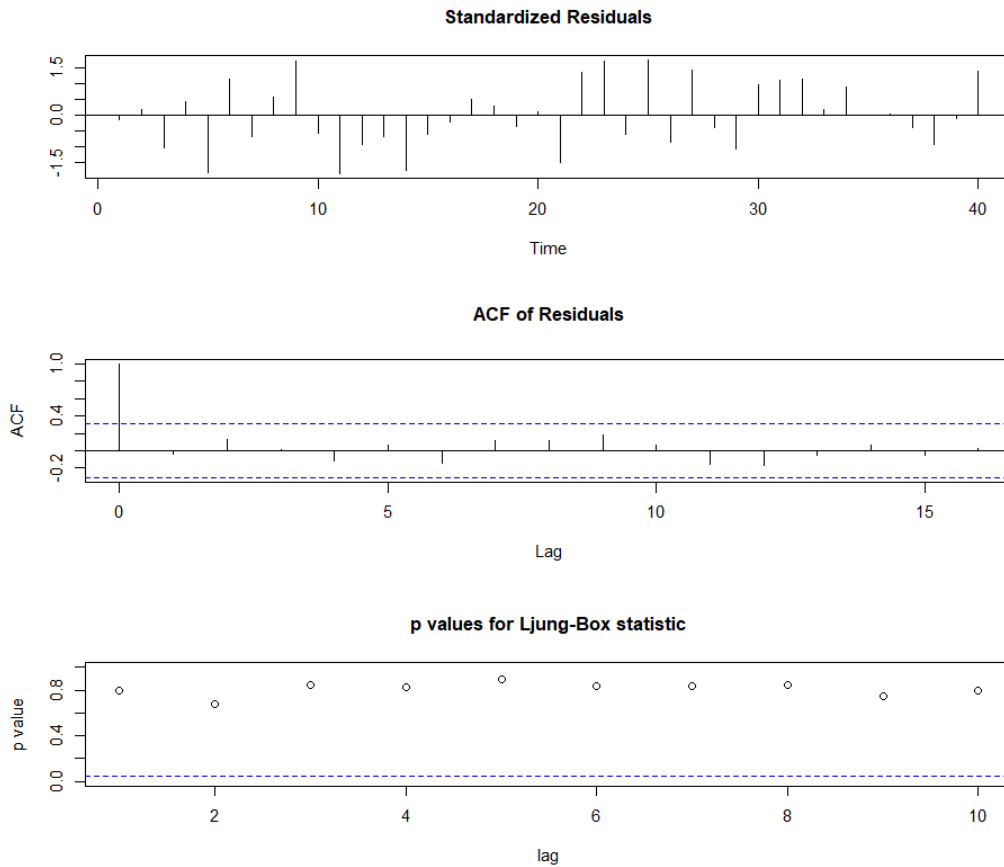 Standardized Residuals
1.5
0.0
-1.5
0 10 20 30 40
Time
ACF of Residuals
1.0
0.4
-0.2
ACF
0 5 10 15
Lag
p values for Ljung-Box statistic
0.8
0.4
0.0
p value
2 4 6 8 10
lag